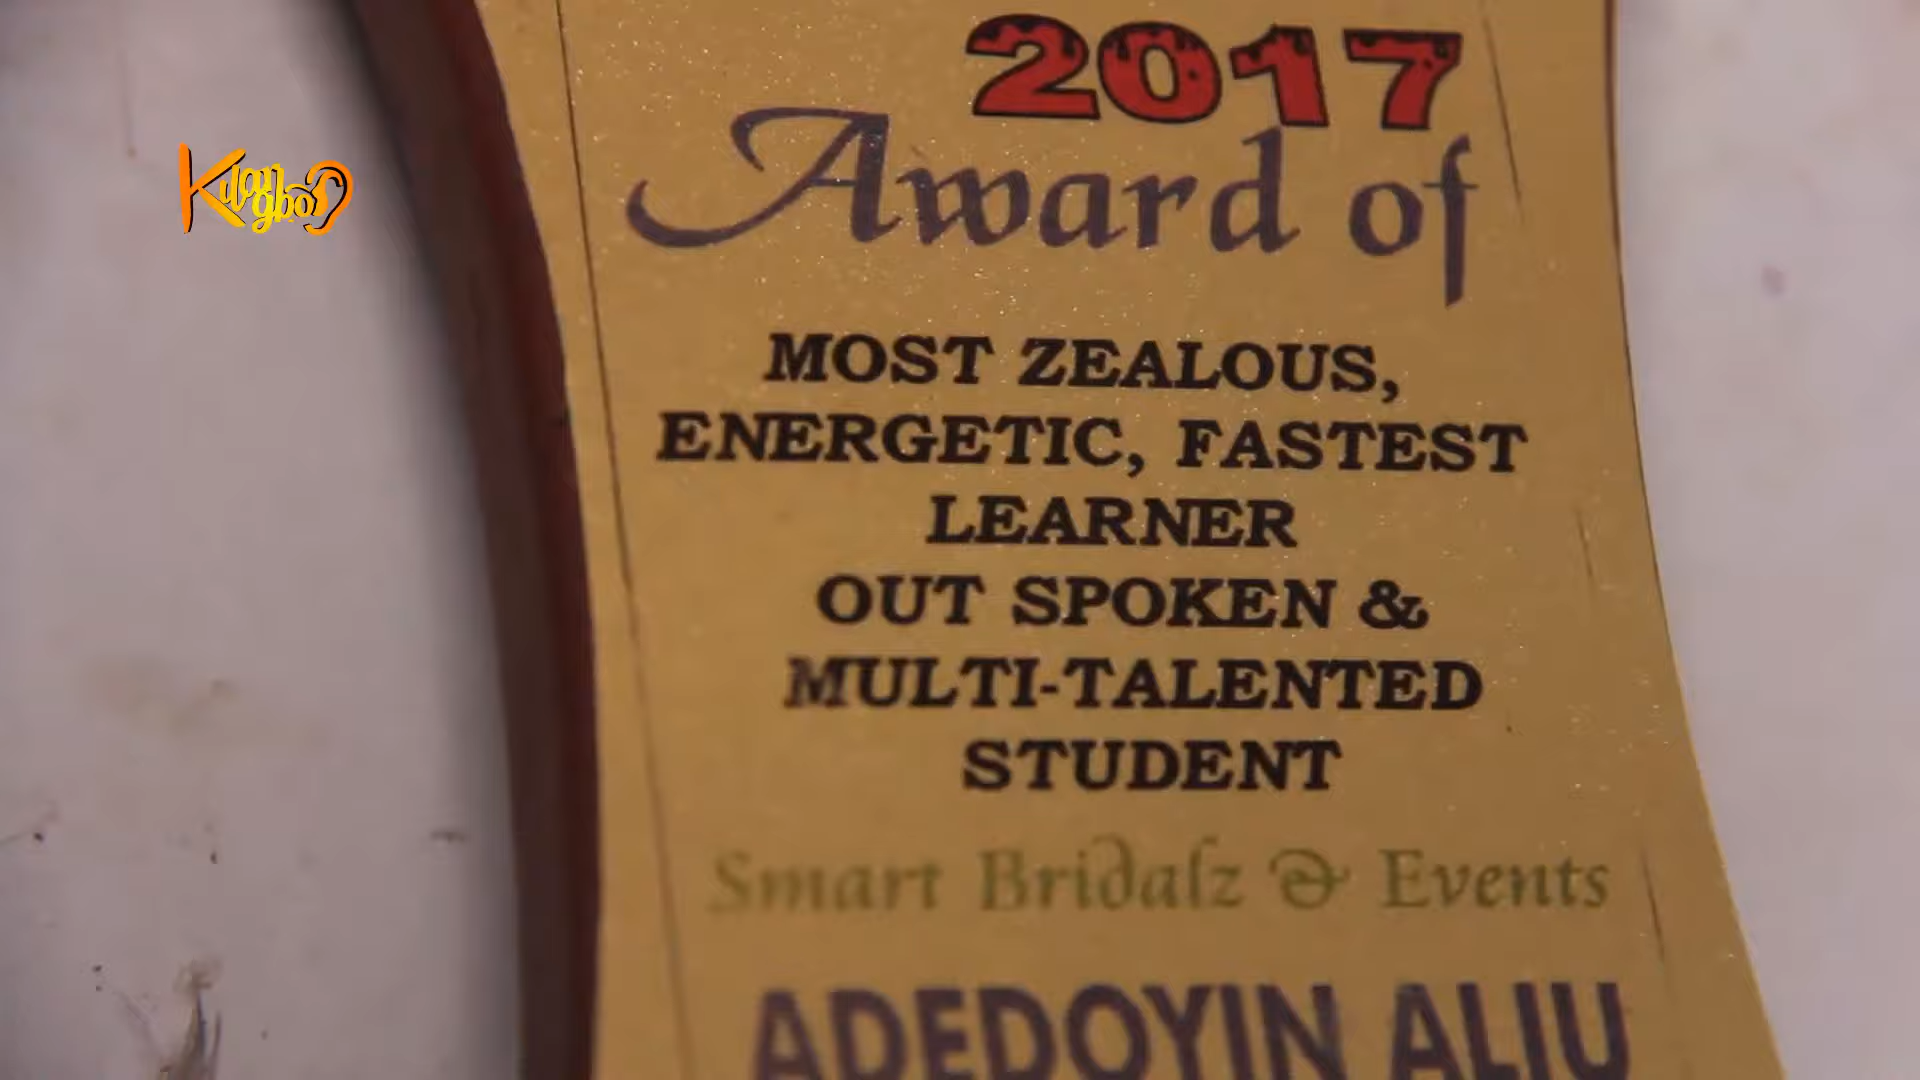 2017
Award of
MOST ZEALOUS,
ENERGETIC, FASTEST
LEARNER
OUT SPOKEN &
MULTI-TALENTED
STUDENT
Smart Bridalz & Events
ADEDOYIN ALIU